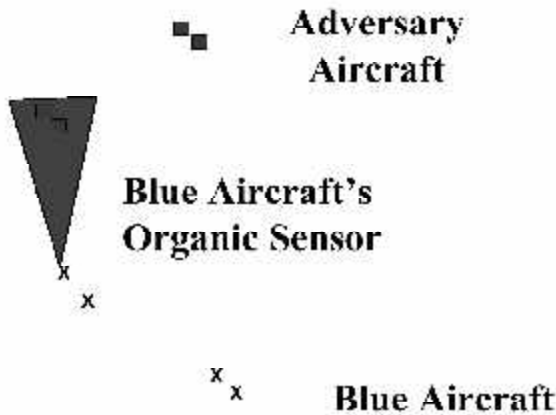 Adversary
Aircraft
Blue Aircraft's
Organic Sensor
x
x
x
x
Blue Aircraft